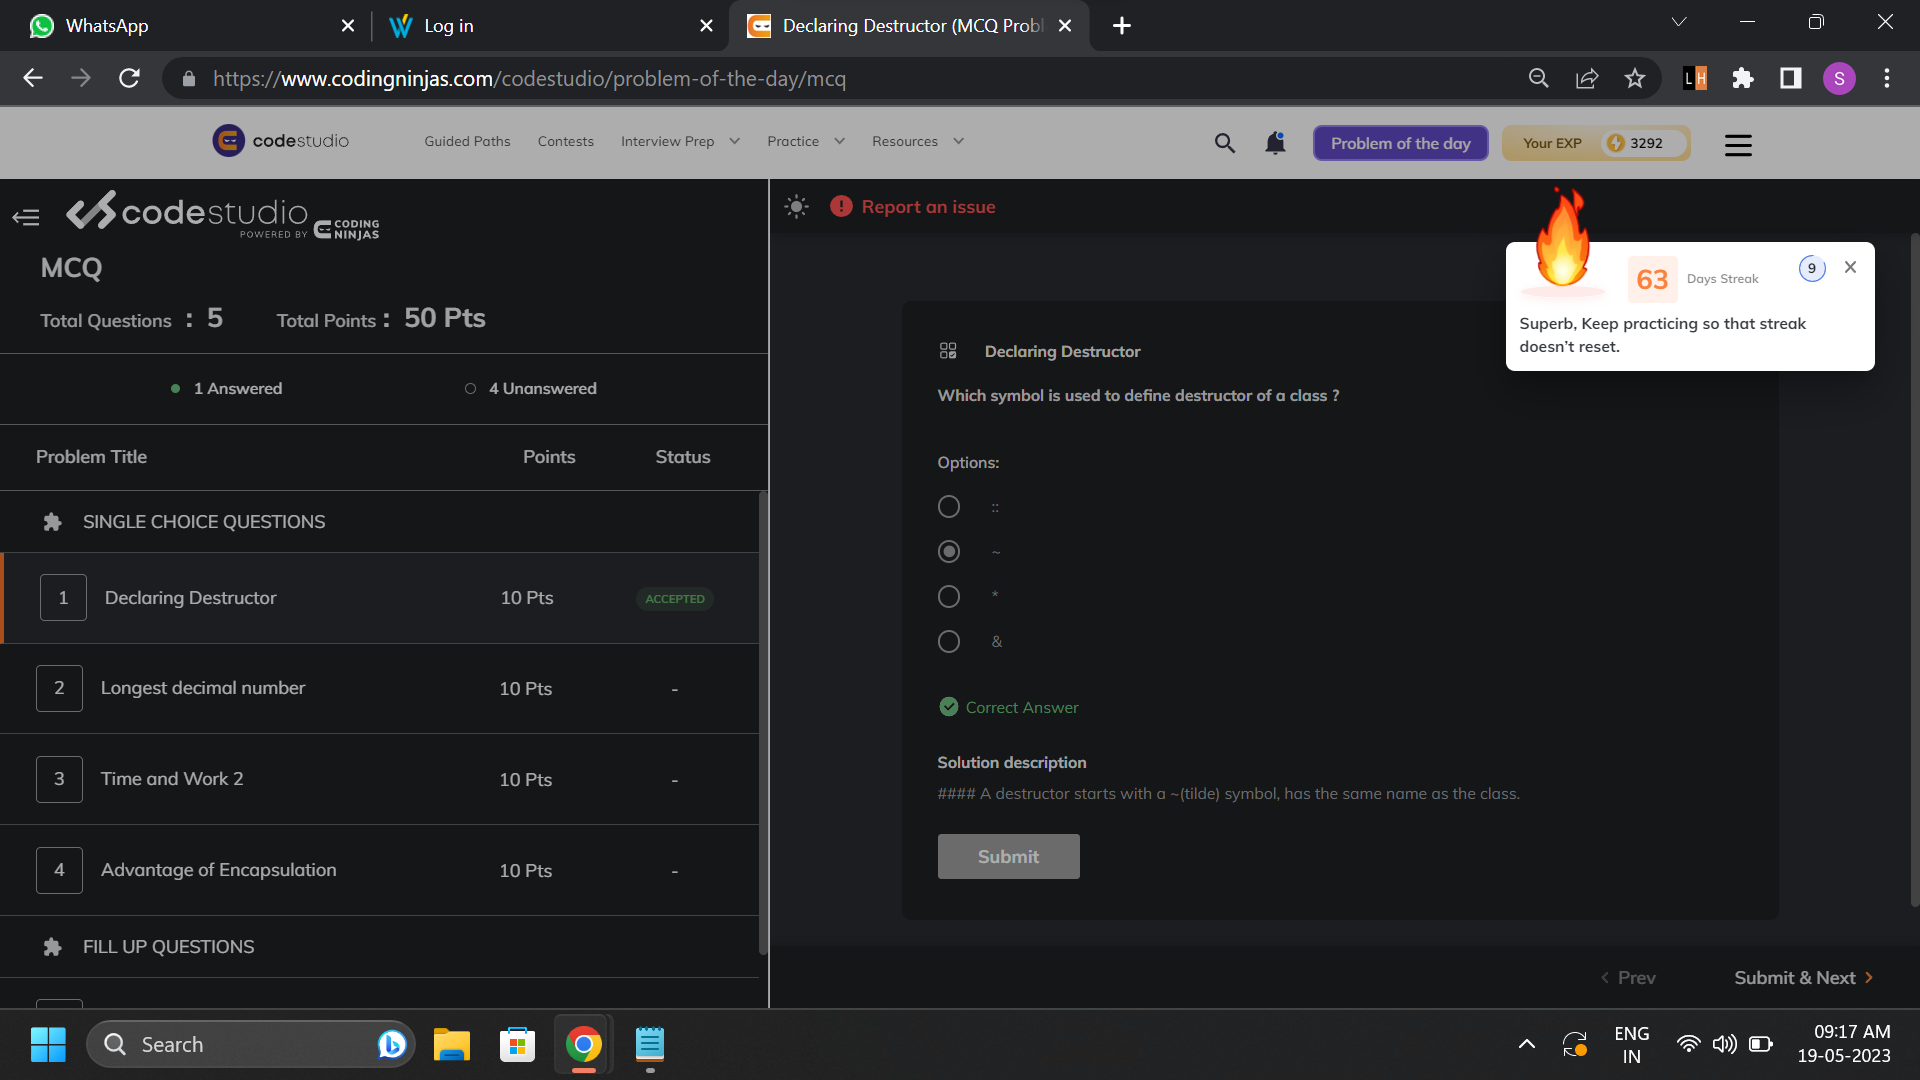 WhatsApp
Log in
Declaring Destructor (MCQ Probl
https://www.codingninjas.com/codestudio/problem-of-the-day/mcq
L H
S
codestudio
Guided Paths
Contests
Interview Prep
Practice
Resources
Problem of the day
Your EXP
3292
codestudio
POWERED BY CODING NINJAS
MCQ
Total Questions : 5
Total Points : 50 Pts
1 Answered
4 Unanswered
Problem Title
Points
Status
SINGLE CHOICE QUESTIONS
1
Declaring Destructor
10 Pts
ACCEPTED
2
Longest decimal number
10 Pts
-
3
Time and Work 2
10 Pts
-
4
Advantage of Encapsulation
10 Pts
-
FILL UP QUESTIONS
Report an issue
63
Days Streak
9
Superb, Keep practicing so that streak
doesn't reset.
Declaring Destructor
Which symbol is used to define destructor of a class ?
Options:
::
~
*
&
Correct Answer
Solution description
#### A destructor starts with a ~(tilde) symbol, has the same name as the class.
Submit
Prev
Submit & Next
Search
ENG
IN
09:17 AM
19-05-2023